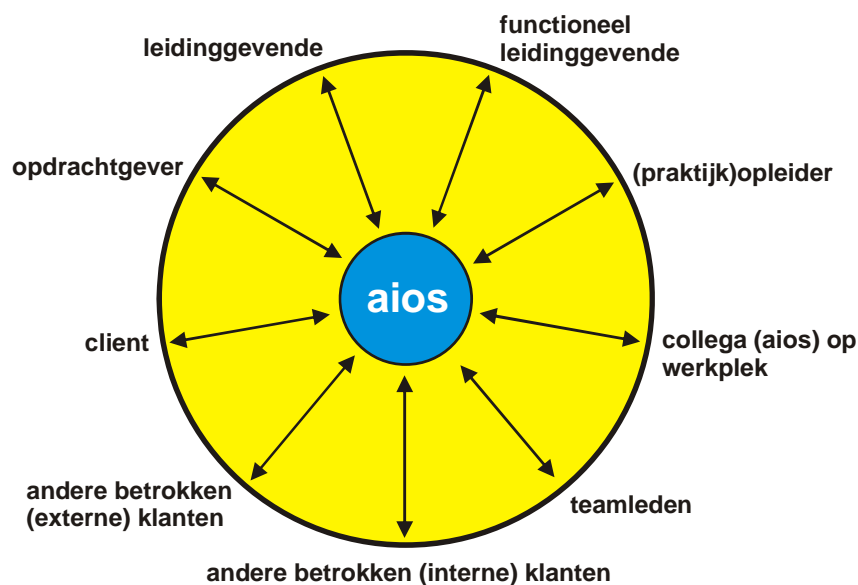 functioneel
leidinggevende
leidinggevende
opdrachtgever
(praktijk)opleider
aios
client
collega (aios) op
werkplek
andere betrokken
(externe) klanten
teamleden
andere betrokken (interne) klanten